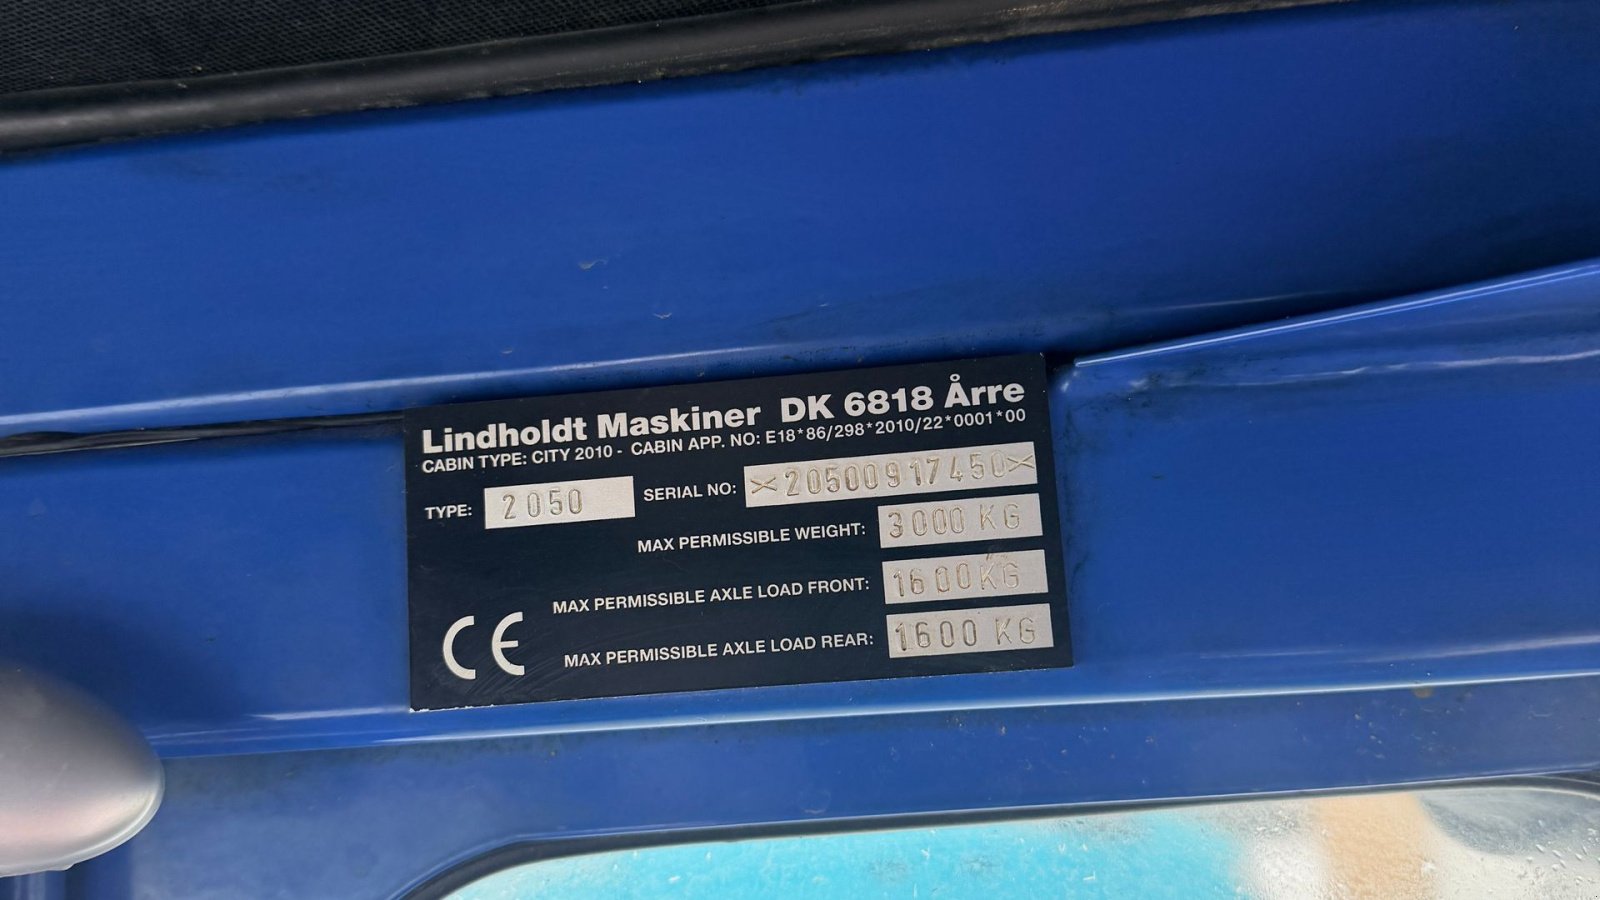 Lindholdt Maskiner DK 6818 Årre
CABIN TYPE: CITY 2010 - CABIN APP. NO: E18*86/298*2010/22*0001*00
TYPE: 2050 SERIAL NO: *20500917450*
MAX PERMISSIBLE WEIGHT: 3000 KG
MAX PERMISSIBLE AXLE LOAD FRONT: 1600 KG
CE MAX PERMISSIBLE AXLE LOAD REAR: 1600 KG